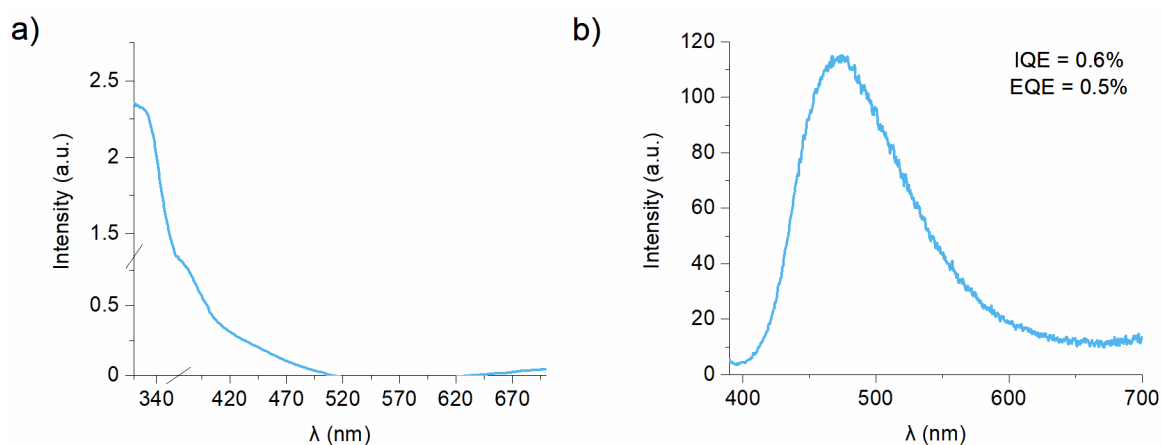 a)
2.5
2
1.5
0.5
0
Intensity (a.u.)
340 420 470 520 570 620 670
λ (nm)
b)
120
100
80
60
40
20
0
Intensity (a.u.)
IQE = 0.6%
EQE = 0.5%
400 500 600 700
λ (nm)